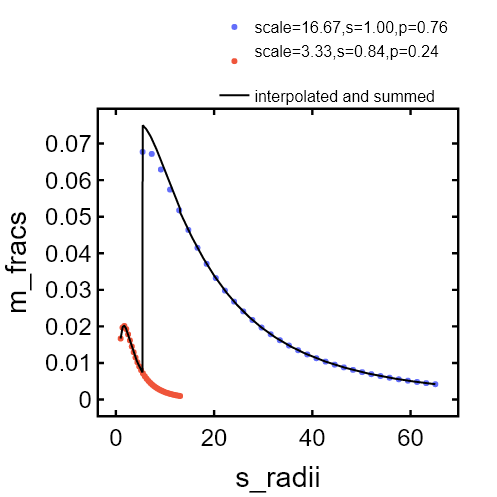 scale=16.67,s=1.00,p=0.76
scale=3.33,s=0.84,p=0.24
interpolated and summed
0.07
0.06
0.05
0.04
0.03
0.02
0.01
0
m_fracs
0 20 40 60
s_radii